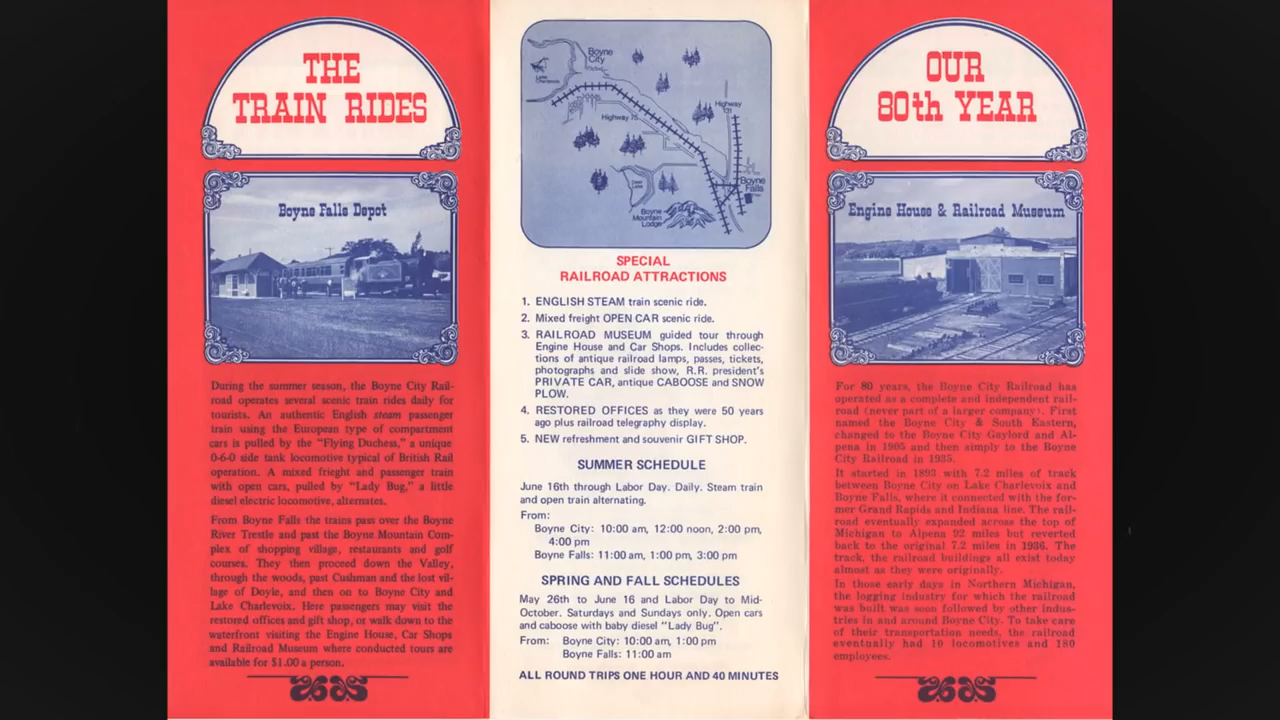 THE
TRAIN RIDES
Boyne Falls Depot
During the summer season, the Boyne City Rail-
road operates several scenic train rides daily for
tourists. An authentic English steam passenger
train using the European type of compartment
cars is pulled by the "Flying Duchess," a unique
0-6-0 side tank locomotive typical of British Rail
operation. A mixed frieght and passenger train
with open cars, pulled by "Lady Bug," a little
diesel electric locomotive, alternates.
From Boyne Falls the trains pass over the Boyne
River Trestle and past the Boyne Mountain Com-
plex of shopping village, restaurants and golf
courses. They then proceed down the Valley,
through the woods, past Cushman and the lost vil-
lage of Doyle, and then on to Boyne City and
Lake Charlevoix. Here passengers may visit the
restored offices and gift shop, or walk down to the
waterfront visiting the Engine House, Car Shops
and Railroad Museum where conducted tours are
available for $1.00 a person.
Boyne
City
Lake
Charlevoix
Highway 75
Highway
131
Deer
Lake
Boyne
Falls
Boyne
Mountain
Lodge
SPECIAL
RAILROAD ATTRACTIONS
1. ENGLISH STEAM train scenic ride.
2. Mixed freight OPEN CAR scenic ride.
3. RAILROAD MUSEUM guided tour through
Engine House and Car Shops. Includes collec-
tions of antique railroad lamps, passes, tickets,
photographs and slide show, R.R. president's
PRIVATE CAR, antique CABOOSE and SNOW
PLOW.
4. RESTORED OFFICES as they were 50 years
ago plus railroad telegraphy display.
5. NEW refreshment and souvenir GIFT SHOP.
SUMMER SCHEDULE
June 16th through Labor Day. Daily. Steam train
and open train alternating.
From:
Boyne City: 10:00 am, 12:00 noon, 2:00 pm,
4:00 pm
Boyne Falls: 11:00 am, 1:00 pm, 3:00 pm
SPRING AND FALL SCHEDULES
May 26th to June 16 and Labor Day to Mid-
October. Saturdays and Sundays only. Open cars
and caboose with baby diesel "Lady Bug".
From: Boyne City: 10:00 am, 1:00 pm
Boyne Falls: 11:00 am
ALL ROUND TRIPS ONE HOUR AND 40 MINUTES
OUR
80th YEAR
Engine House & Railroad Museum
For 80 years, the Boyne City Railroad has
operated as a complete and independent rail-
road (never part of a larger company). First
named the Boyne City & South Eastern,
changed to the Boyne City Gaylord and Al-
pena in 1905 and then simply to the Boyne
City Railroad in 1935.
It started in 1893 with 7.2 miles of track
between Boyne City on Lake Charlevoix and
Boyne Falls, where it connected with the for-
mer Grand Rapids and Indiana line. The rail-
road eventually expanded across the top of
Michigan to Alpena 92 miles but reverted
back to the original 7.2 miles in 1936. The
track, the railroad buildings all exist today
almost as they were originally.
In those early days in Northern Michigan,
the logging industry for which the railroad
was built was soon followed by other indus-
tries in and around Boyne City. To take care
of their transportation needs, the railroad
eventually had 10 locomotives and 180
employees.